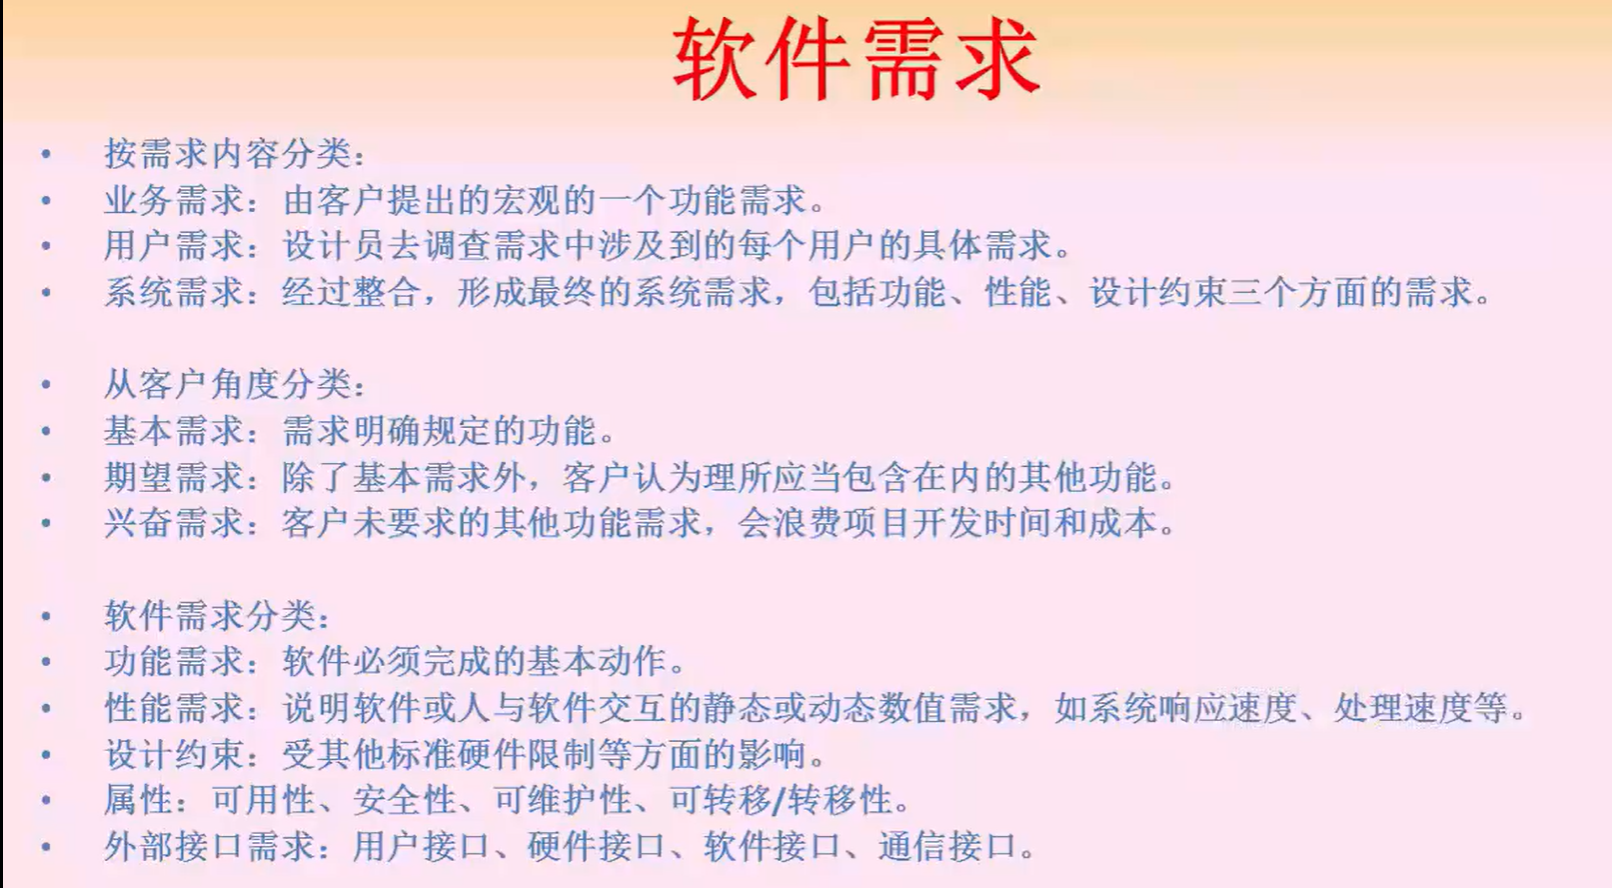 软件需求
• 按需求内容分类：
• 业务需求：由客户提出的宏观的一个功能需求。
• 用户需求：设计员去调查需求中涉及到的每个用户的具体需求。
• 系统需求：经过整合，形成最终的系统需求，包括功能、性能、设计约束三个方面的需求。
• 从客户角度分类：
• 基本需求：需求明确规定的功能。
• 期望需求：除了基本需求外，客户认为理所应当包含在内的其他功能。
• 兴奋需求：客户未要求的其他功能需求，会浪费项目开发时间和成本。
• 软件需求分类：
• 功能需求：软件必须完成的基本动作。
• 性能需求：说明软件或人与软件交互的静态或动态数值需求，如系统响应速度、处理速度等。
• 设计约束：受其他标准硬件限制等方面的影响。
• 属性：可用性、安全性、可维护性、可转移/转移性。
• 外部接口需求：用户接口、硬件接口、软件接口、通信接口。